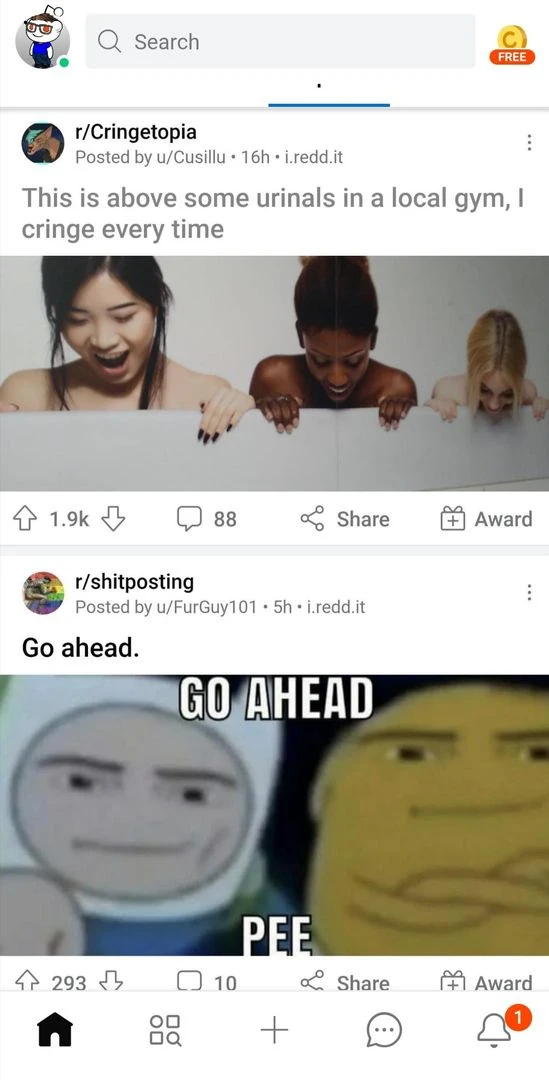 Search
FREE
r/Cringetopia
Posted by u/Cusillu • 16h • i.redd.it
This is above some urinals in a local gym, I
cringe every time
1.9k
88
Share
Award
r/shitposting
Posted by u/FurGuy101 • 5h • i.redd.it
Go ahead.
GO AHEAD
PEE
293
10
Share
Award
1